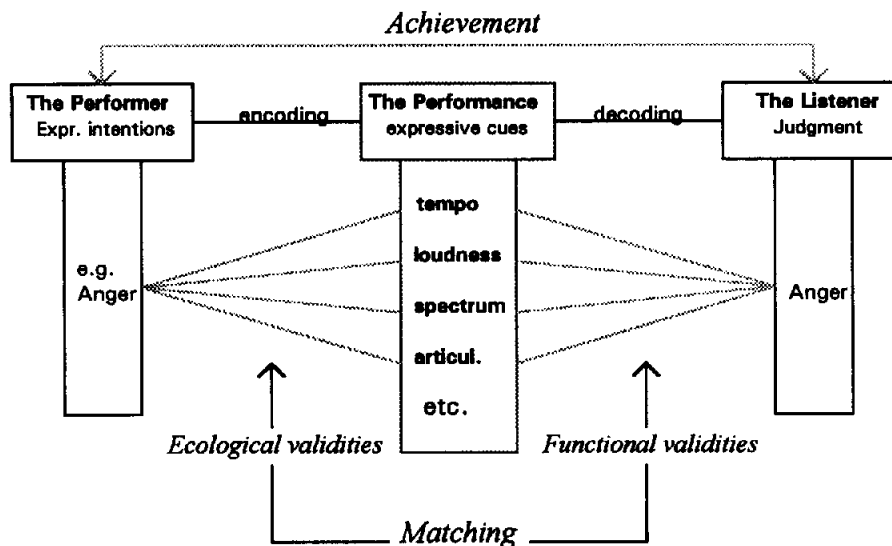 Achievement
The Performer
Expr. intentions
encoding
The Performance
expressive cues
decoding
The Listener
Judgment
tempo
loudness
e.g.
Anger
spectrum
Anger
articul.
etc.
Ecological validities
Functional validities
Matching